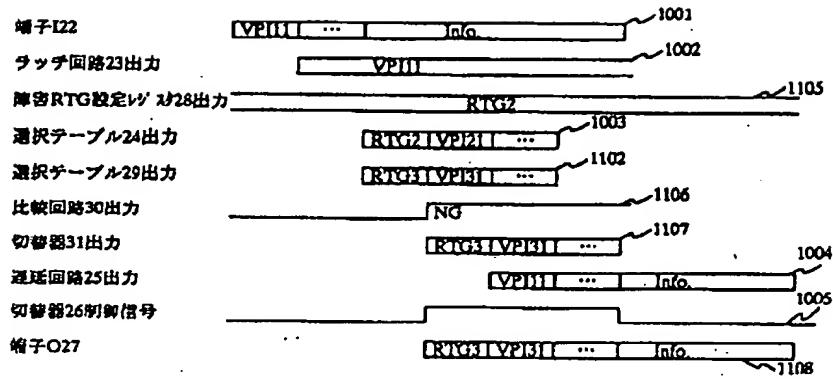 端子I22 VPI11 ... Info. 1001
ラッチ回路23出力 VPI11 1002
障害RTG設定レジスタ28出力 RTG2 1105
選択テーブル24出力 RTG2 VPI21 ... 1003
選択テーブル29出力 RTG3 VPI31 ... 1102
比較回路30出力 NG 1106
切替器31出力 RTG3 VPI31 ... 1107
遅延回路25出力 VPI11 ... Info. 1004
切替器26制御信号 1005
端子O27 RTG3 VPI31 ... Info. 1108